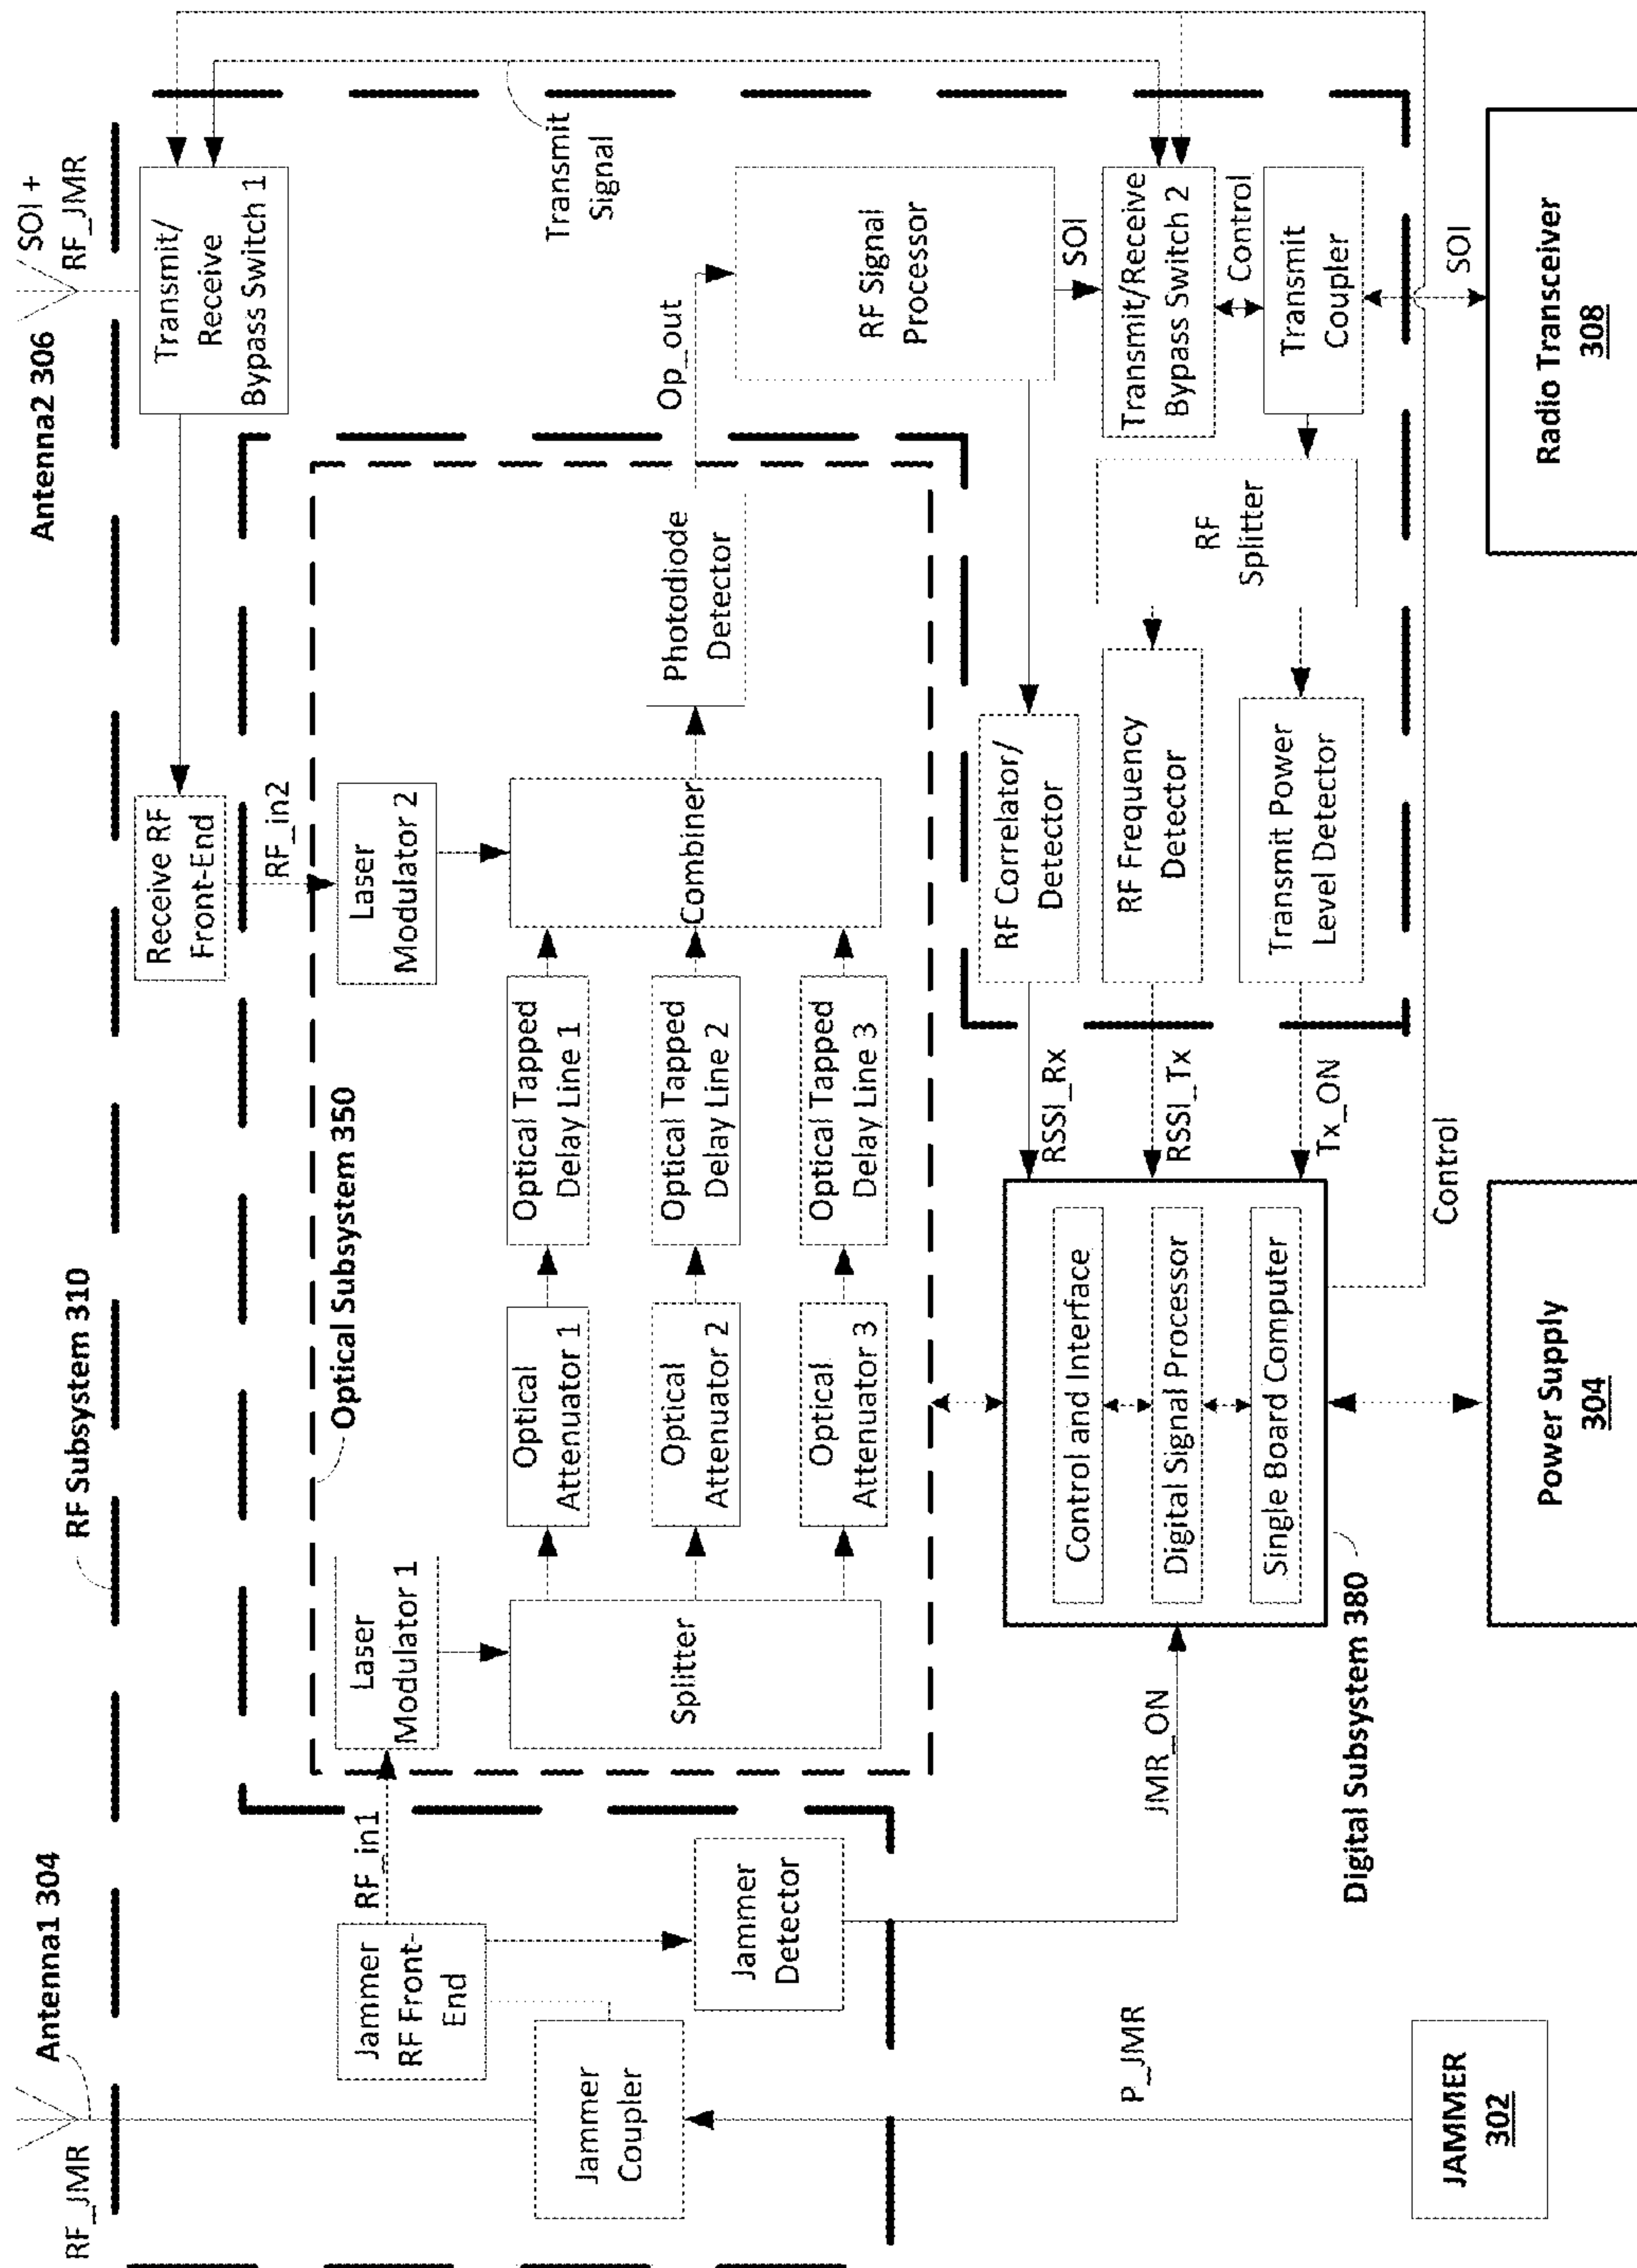 RF_JMR
Antenna1 304
RF Subsystem 310
Antenna2 306
SOI +
RF_JMR
Transmit/
Receive
Bypass Switch 1
Receive RF
Front-End
RF_in2
Transmit
Signal
Optical Subsystem 350
Jammer
RF Front-
End
RF_in1
Laser
Modulator 1
Laser
Modulator 2
Jammer
Coupler
Splitter
Optical
Attenuator 1
Optical Tapped
Delay Line 1
Optical
Attenuator 2
Optical Tapped
Delay Line 2
Optical
Attenuator 3
Optical Tapped
Delay Line 3
Combiner
Photodiode
Detector
Op_out
RF Signal
Processor
SOI
Jammer
Detector
JMR_ON
Control and Interface
Digital Signal Processor
Single Board Computer
Digital Subsystem 380
RSSI_Rx
RSSI_Tx
Tx_ON
RF Correlator/
Detector
RF Frequency
Detector
Transmit Power
Level Detector
RF
Splitter
Transmit/Receive
Bypass Switch 2
Control
Transmit
Coupler
SOI
P_JMR
Control
JAMMER
302
Power Supply
304
Radio Transceiver
308